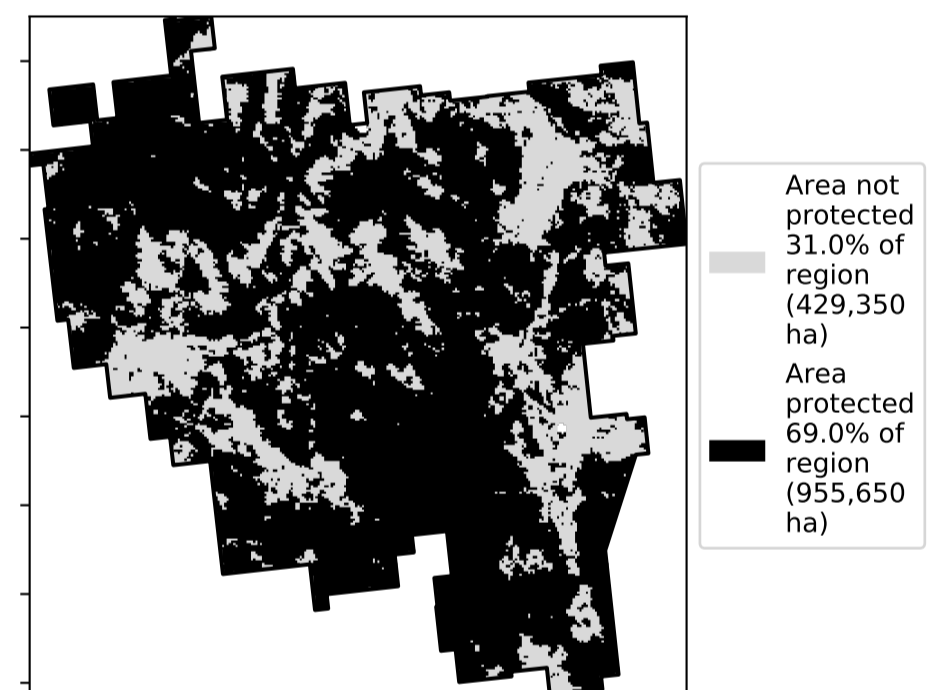 Area not
protected
31.0% of
region
(429,350
ha)
Area
protected
69.0% of
region
(955,650
ha)